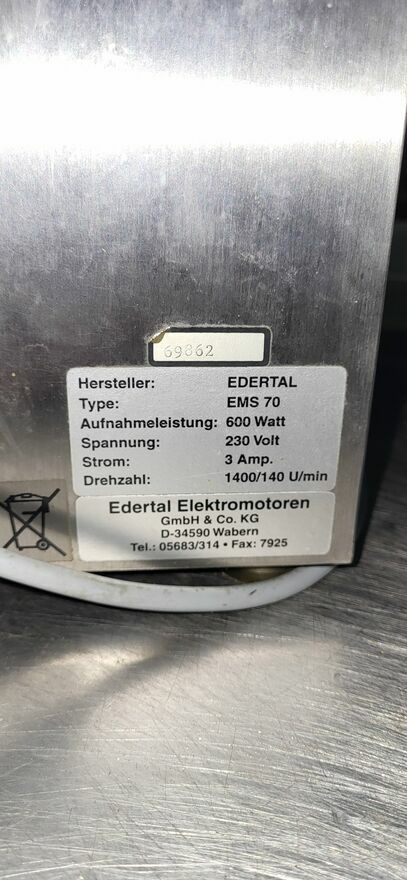 69862
Hersteller: EDERTAL
Type: EMS 70
Aufnahmeleistung: 600 Watt
Spannung: 230 Volt
Strom: 3 Amp.
Drehzahl: 1400/140 U/min
Edertal Elektromotoren
GmbH & Co. KG
D-34590 Wabern
Tel.: 05683/314 • Fax: 7925